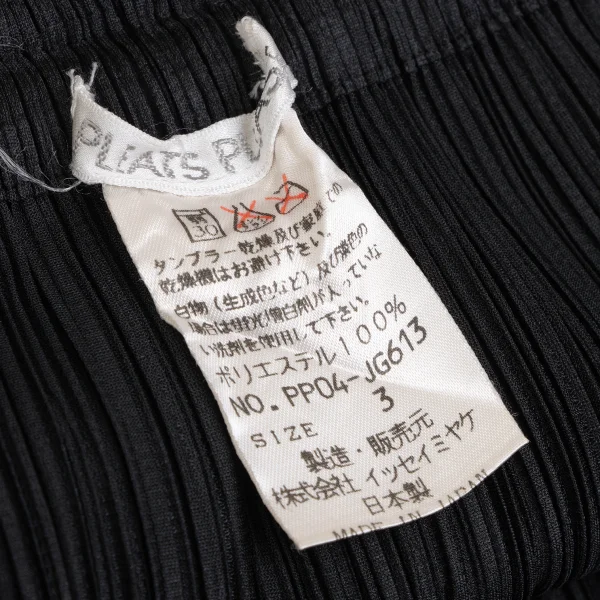 PLEATS PL
30
タンブラー乾燥及び家庭での
乾燥機はお避け下さい。
白物(生成色など)及び淡色の
場合は蛍光増白剤が入っていな
い洗剤を使用して下さい。
ポリエステル100%
NO. PP04-JG613
SIZE 3
製造・販売元
株式会社イッセイミヤケ
日本製
MADE IN JAPAN